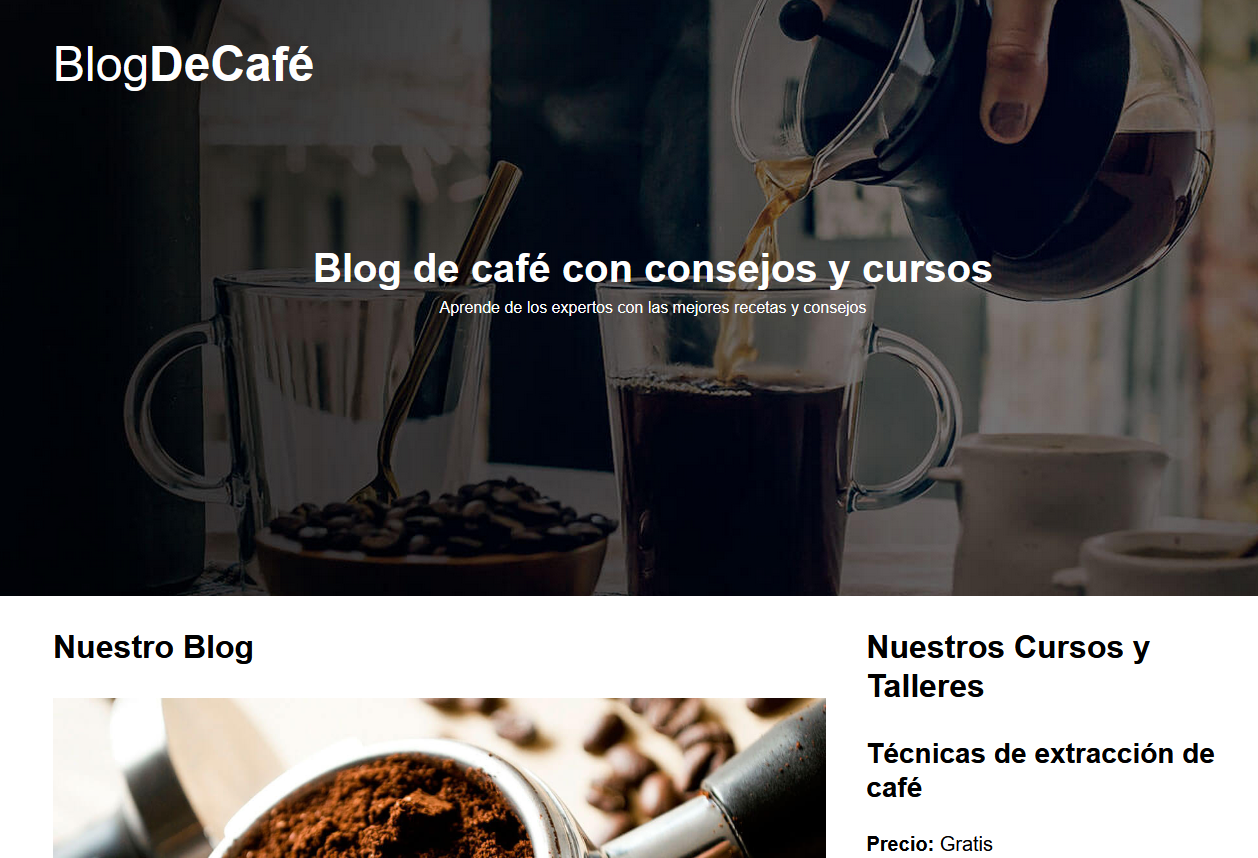 BlogDeCafé
Blog de café con consejos y cursos
Aprende de los expertos con las mejores recetas y consejos
Nuestro Blog
Nuestros Cursos y
Talleres
Técnicas de extracción de
café
Precio: Gratis